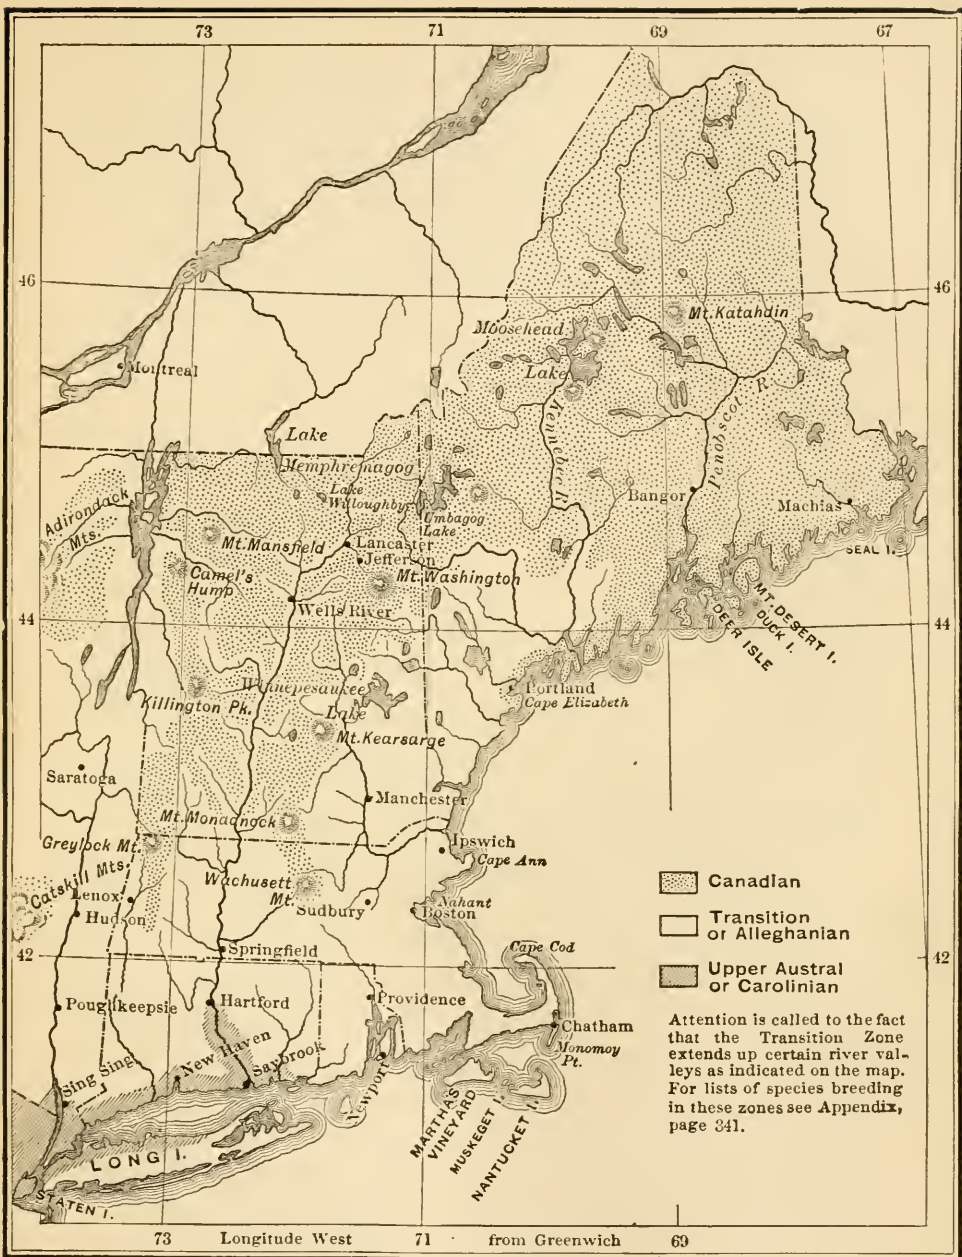 73 71 69 67
46 46
Mt. Katahdin
Moosehead
Lake
Montreal
Kennebec R.
Penobscot R.
Lake
Memphremagog
Lake
Willoughby
Umbagog
Lake
Bangor
Machias
Adirondack
Mts.
Mt. Mansfield
Lancaster
Jefferson
SEAL I.
Camel's
Hump
Mt. Washington
Wells River
MT. DESERT I.
DUCK I.
DEER ISLE
44 44
Winnepesaukee
Lake
Portland
Cape Elizabeth
Killington Pk.
Mt. Kearsarge
Saratoga
Manchester
Mt. Monadnock
Greylock Mt.
Ipswich
Cape Ann
Catskill Mts.
Wachusett
Mt.
Lenox
Hudson
Sudbury
Nahant
Boston
Springfield
Cape Cod
42 42
Canadian
Transition
or Alleghanian
Upper Austral
or Carolinian
Attention is called to the fact
that the Transition Zone
extends up certain river val-
leys as indicated on the map.
For lists of species breeding
in these zones see Appendix,
page 341.
Poughkeepsie
Hartford
Providence
Chatham
Monomoy
Pt.
Sing Sing
New Haven
Saybrook
Newport
MARTHA'S
VINEYARD
MUSKEGET I.
NANTUCKET I.
LONG I.
STATEN I.
73 Longitude West 71 from Greenwich 69